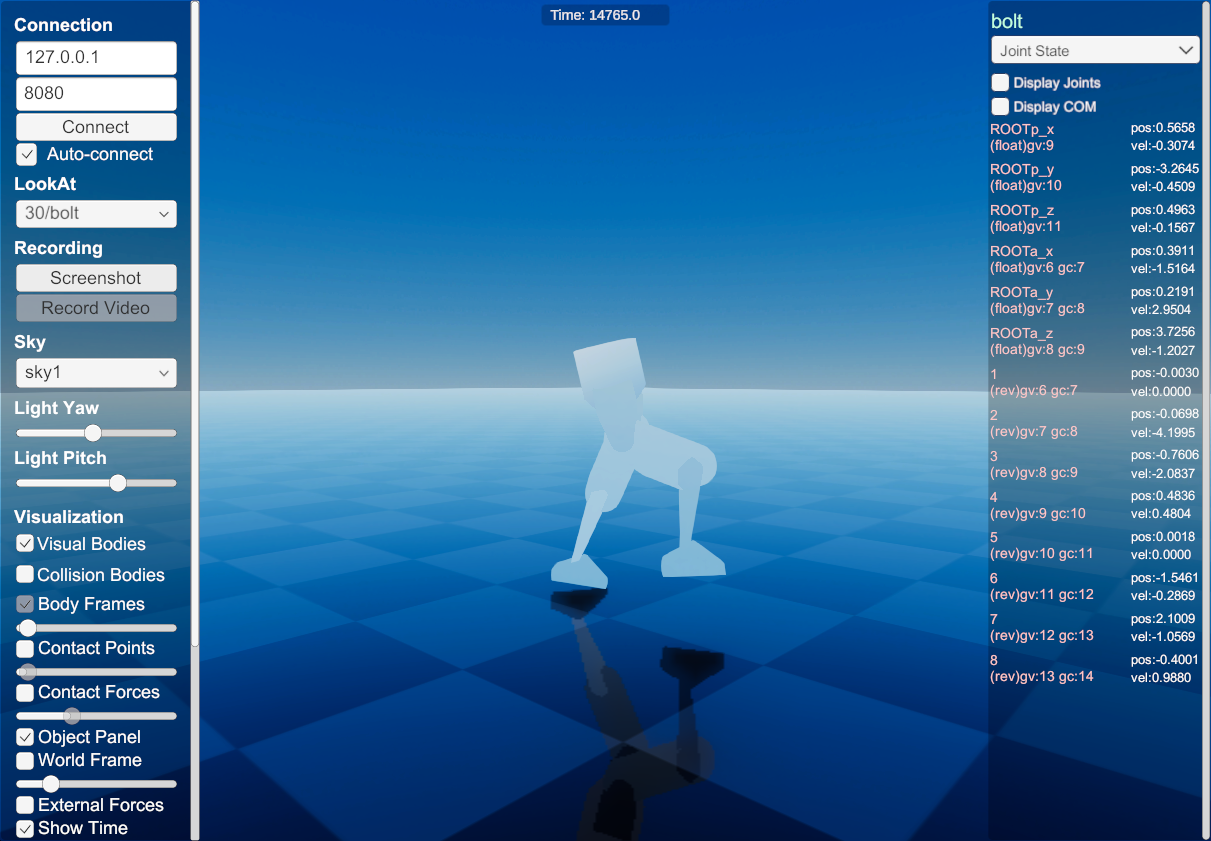 Connection
127.0.0.1
8080
Connect
Auto-connect
LookAt
30/bolt
Recording
Screenshot
Record Video
Sky
sky1
Light Yaw
Light Pitch
Visualization
Visual Bodies
Collision Bodies
Body Frames
Contact Points
Contact Forces
Object Panel
World Frame
External Forces
Show Time
Time: 14765.0
bolt
Joint State
Display Joints
Display COM
ROOTp_x pos:0.5658
(float)gv:9 vel:-0.3074
ROOTp_y pos:-3.2645
(float)gv:10 vel:-0.4509
ROOTp_z pos:0.4963
(float)gv:11 vel:-0.1567
ROOTa_x pos:0.3911
(float)gv:6 gc:7 vel:-1.5164
ROOTa_y pos:0.2191
(float)gv:7 gc:8 vel:2.9504
ROOTa_z pos:3.7256
(float)gv:8 gc:9 vel:-1.2027
1 pos:-0.0030
(rev)gv:6 gc:7 vel:0.0000
2 pos:-0.0698
(rev)gv:7 gc:8 vel:-4.1995
3 pos:-0.7606
(rev)gv:8 gc:9 vel:-2.0837
4 pos:0.4836
(rev)gv:9 gc:10 vel:0.4804
5 pos:0.0018
(rev)gv:10 gc:11 vel:0.0000
6 pos:-1.5461
(rev)gv:11 gc:12 vel:-0.2869
7 pos:2.1009
(rev)gv:12 gc:13 vel:-1.0569
8 pos:-0.4001
(rev)gv:13 gc:14 vel:0.9880